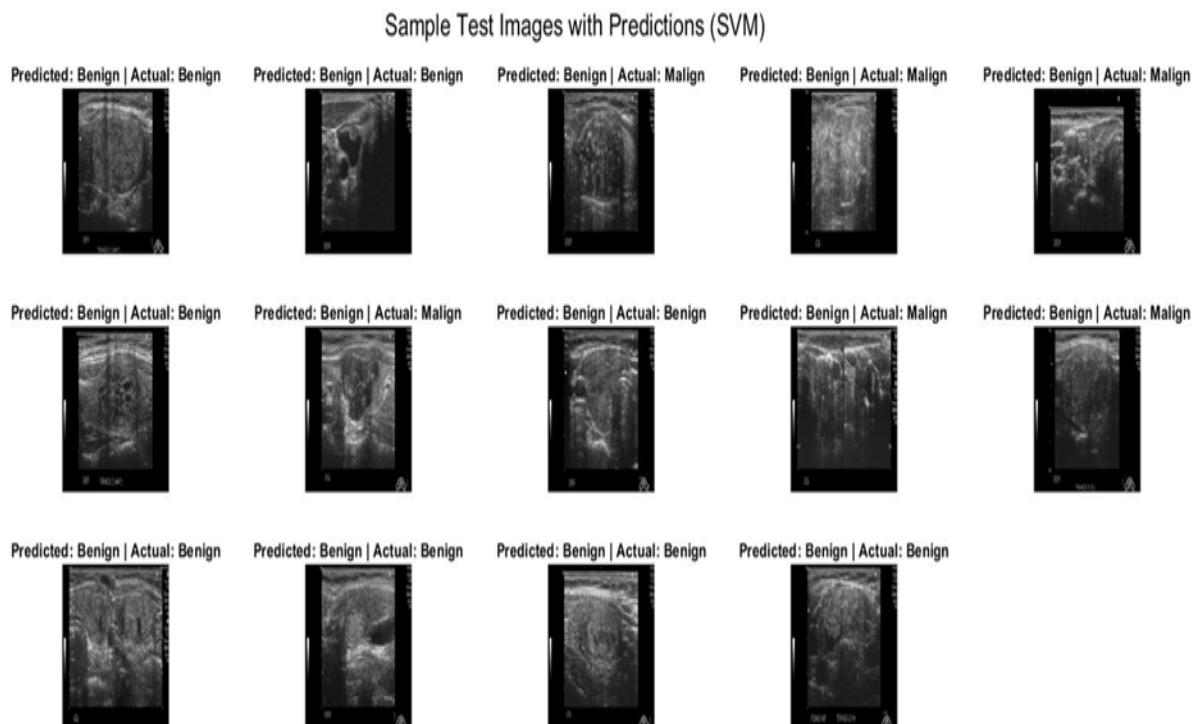 Sample Test Images with Predictions (SVM)
Predicted: Benign | Actual: Benign
Predicted: Benign | Actual: Benign
Predicted: Benign | Actual: Malign
Predicted: Benign | Actual: Malign
Predicted: Benign | Actual: Malign
Predicted: Benign | Actual: Benign
Predicted: Benign | Actual: Malign
Predicted: Benign | Actual: Benign
Predicted: Benign | Actual: Malign
Predicted: Benign | Actual: Malign
Predicted: Benign | Actual: Benign
Predicted: Benign | Actual: Benign
Predicted: Benign | Actual: Benign
Predicted: Benign | Actual: Benign